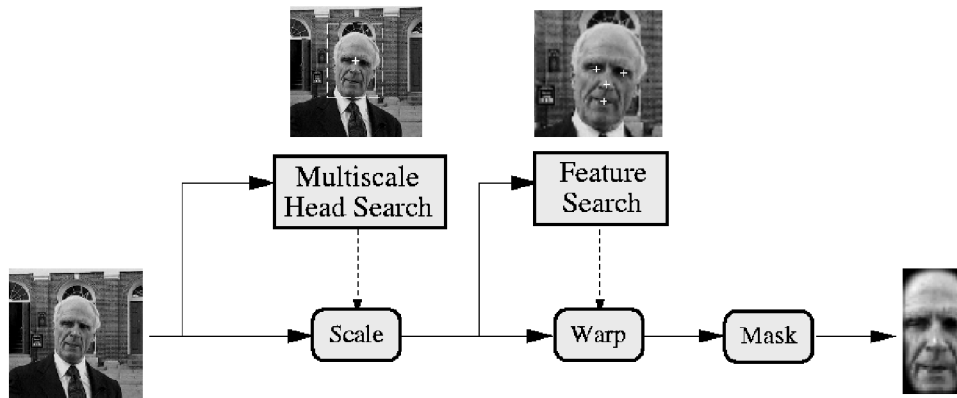 Multiscale
Head Search
Feature
Search
Scale
Warp
Mask